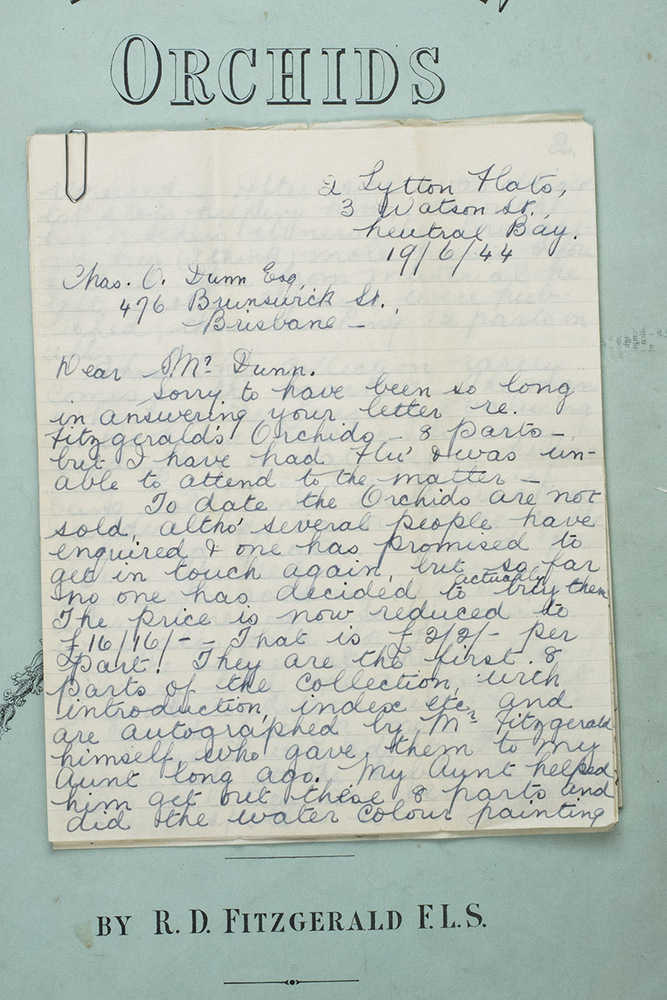 ORCHIDS
2.
2 Lytton Flats,
3 Watson St.,
Neutral Bay.
19/6/44
Chas. O. Dunn Esq,
476 Brunswick St.,
Brisbane —
Dear Mr. Dunn.
Sorry to have been so long
in answering your letter re.
Fitzgerald's Orchids - 8 parts -,
but I have had 'flu' & was un-
able to attend to the matter -
To date the Orchids are not
sold, altho' several people have
enquired & one has promised to
get in touch again, but so far
no one has decided to actually buy them
The price is now reduced to
£16/16/- - That is £2/2/- per
part. They are the first 8
parts of the collection, with
introduction, index etc, and
are autographed by Mr. Fitzgerald
himself, who gave them to my
Aunt long ago. My Aunt helped
him get out these 8 parts and
did the water colour painting
BY R. D. FITZGERALD F.L.S.